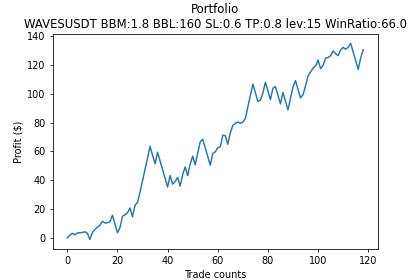 Portfolio
WAVESUSDT BBM:1.8 BBL:160 SL:0.6 TP:0.8 lev:15 WinRatio:66.0
140
120
100
80
60
40
20
0
Profit ($)
0 20 40 60 80 100 120
Trade counts